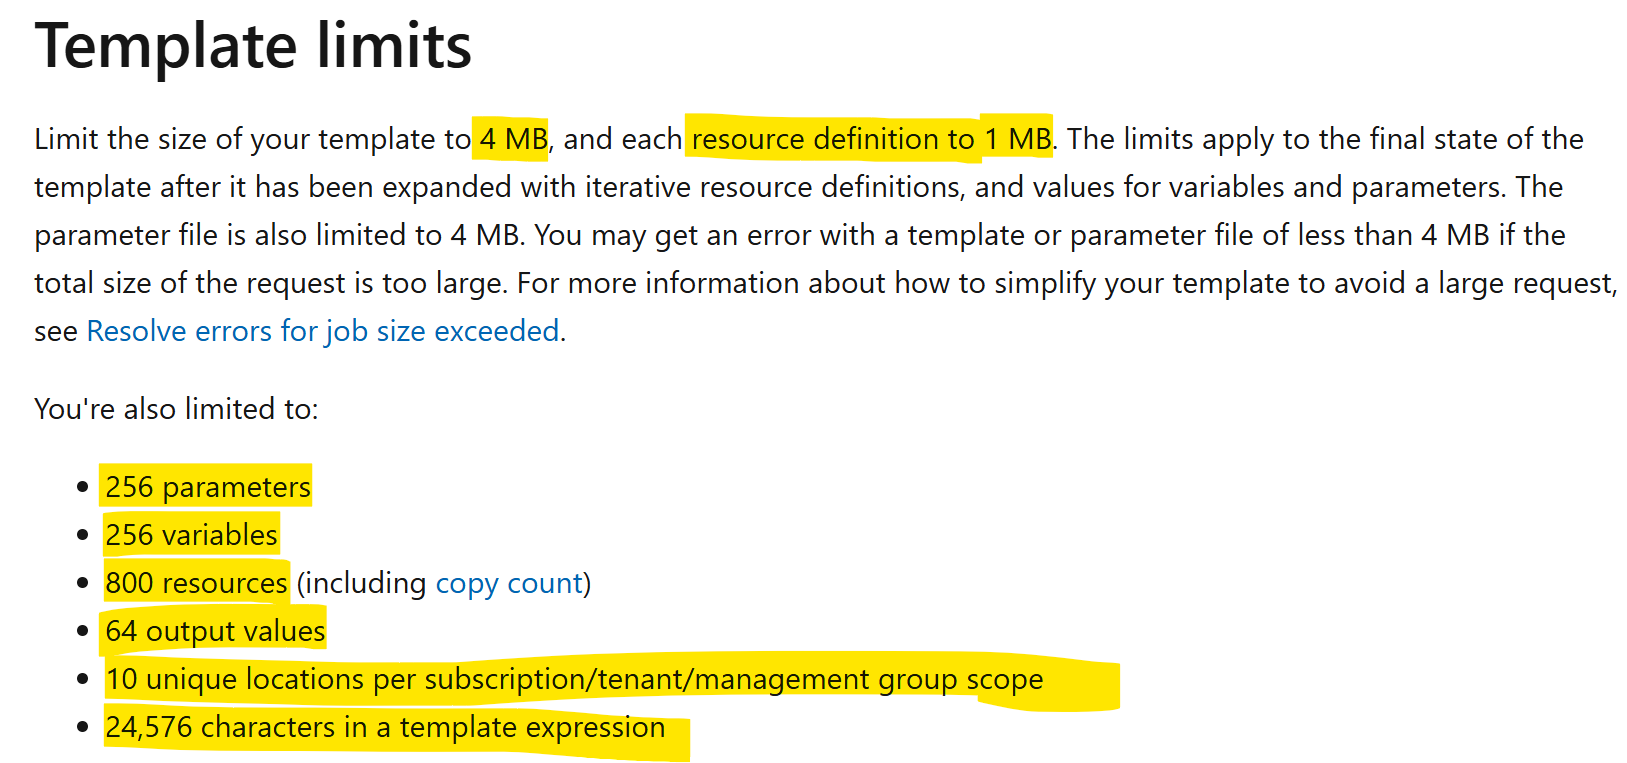 Template limits
Limit the size of your template to 4 MB, and each resource definition to 1 MB. The limits apply to the final state of the
template after it has been expanded with iterative resource definitions, and values for variables and parameters. The
parameter file is also limited to 4 MB. You may get an error with a template or parameter file of less than 4 MB if the
total size of the request is too large. For more information about how to simplify your template to avoid a large request,
see Resolve errors for job size exceeded.
You're also limited to:
• 256 parameters
• 256 variables
• 800 resources (including copy count)
• 64 output values
• 10 unique locations per subscription/tenant/management group scope
• 24,576 characters in a template expression